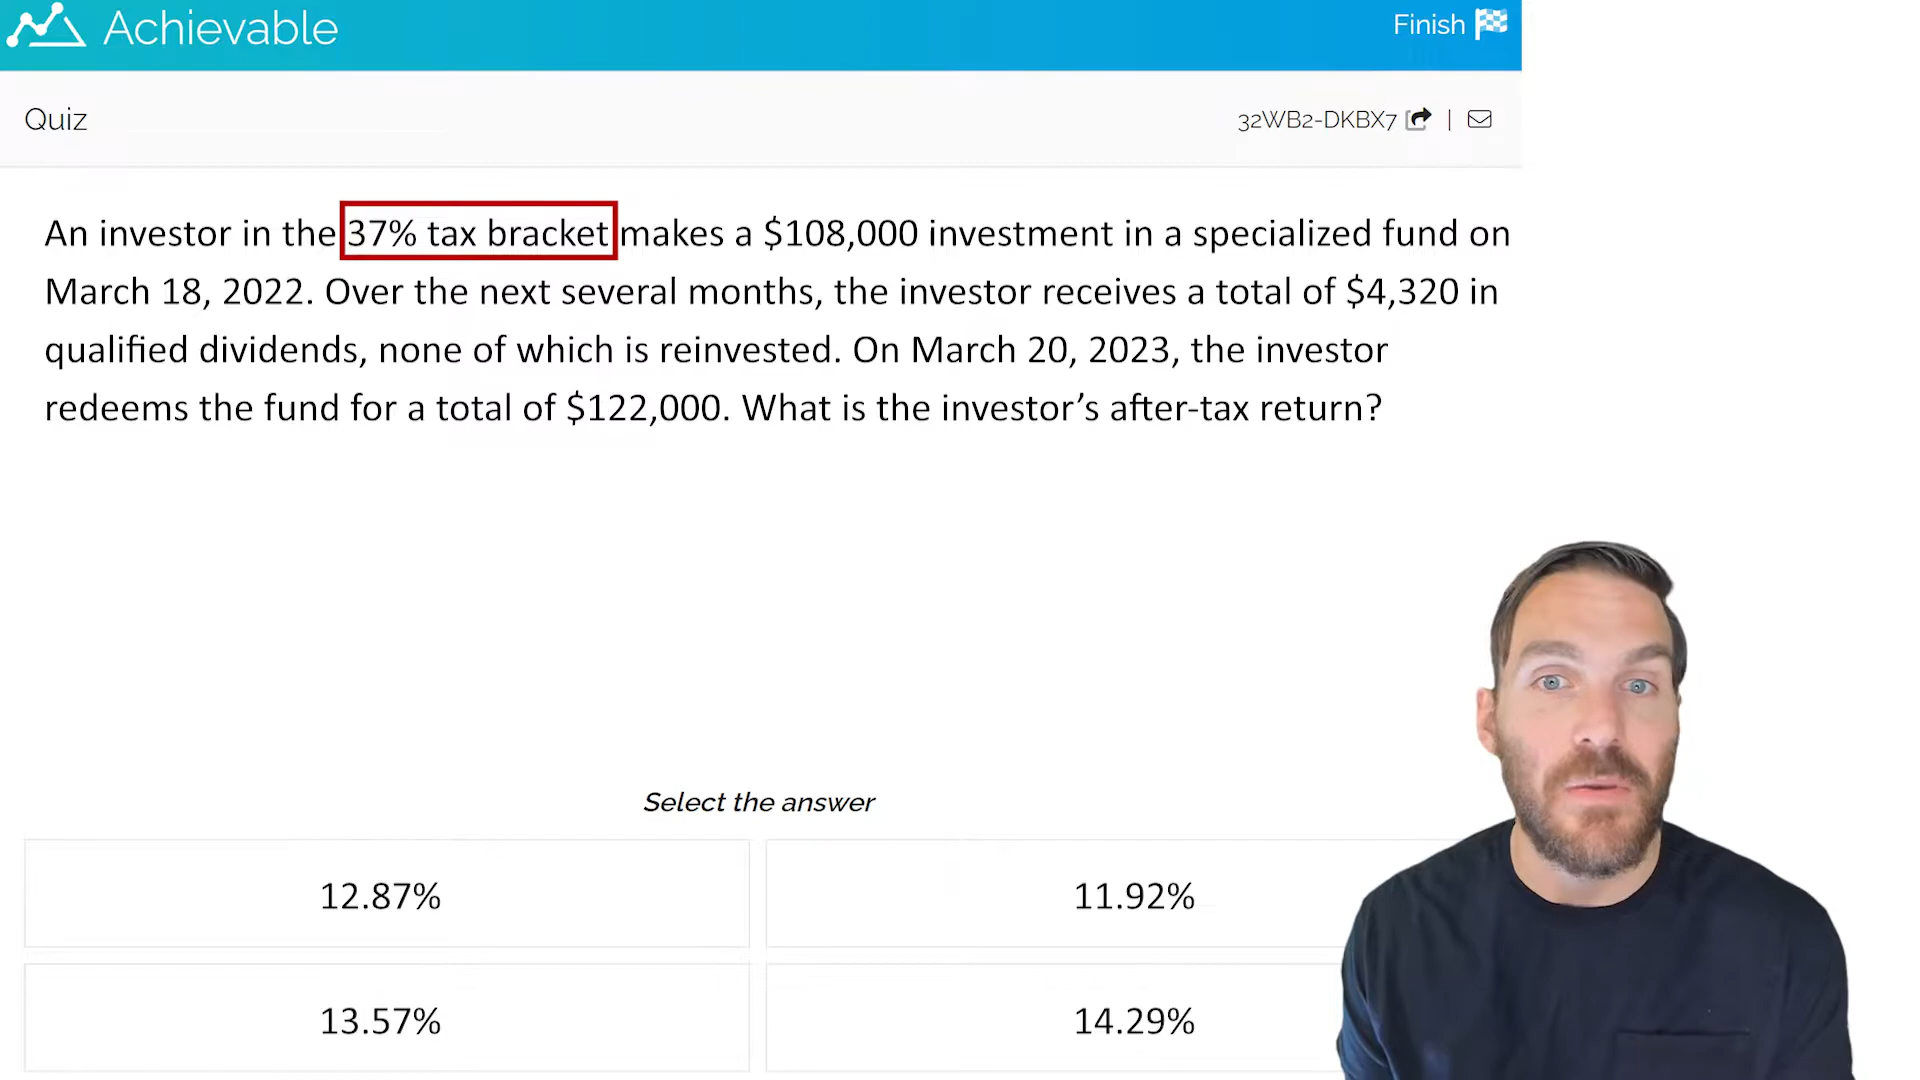 Achievable
Finish
Quiz
32WB2-DKBX7 |
An investor in the 37% tax bracket makes a $108,000 investment in a specialized fund on
March 18, 2022. Over the next several months, the investor receives a total of $4,320 in
qualified dividends, none of which is reinvested. On March 20, 2023, the investor
redeems the fund for a total of $122,000. What is the investor’s after-tax return?
Select the answer
12.87%
11.92%
13.57%
14.29%